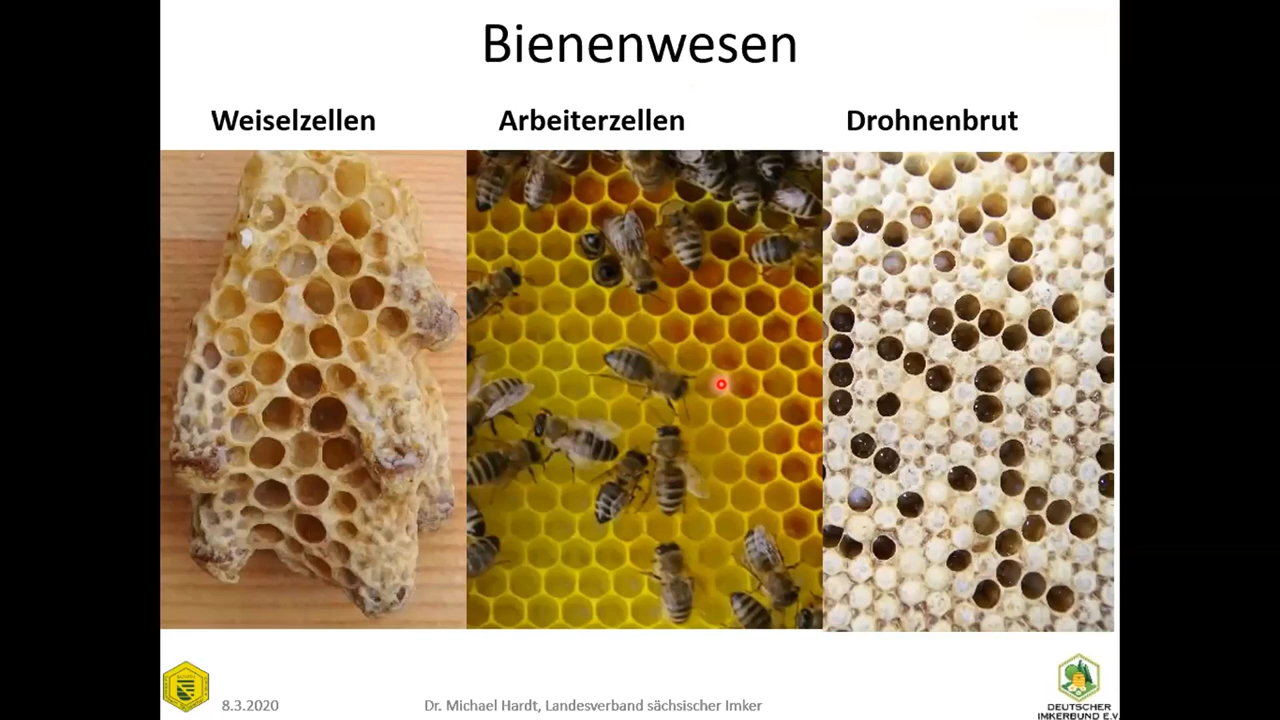 Bienenwesen
Weiselzellen
Arbeiterzellen
Drohnenbrut
8.3.2020
Dr. Michael Hardt, Landesverband sächsischer Imker
DEUTSCHER
IMKERBUND E.V